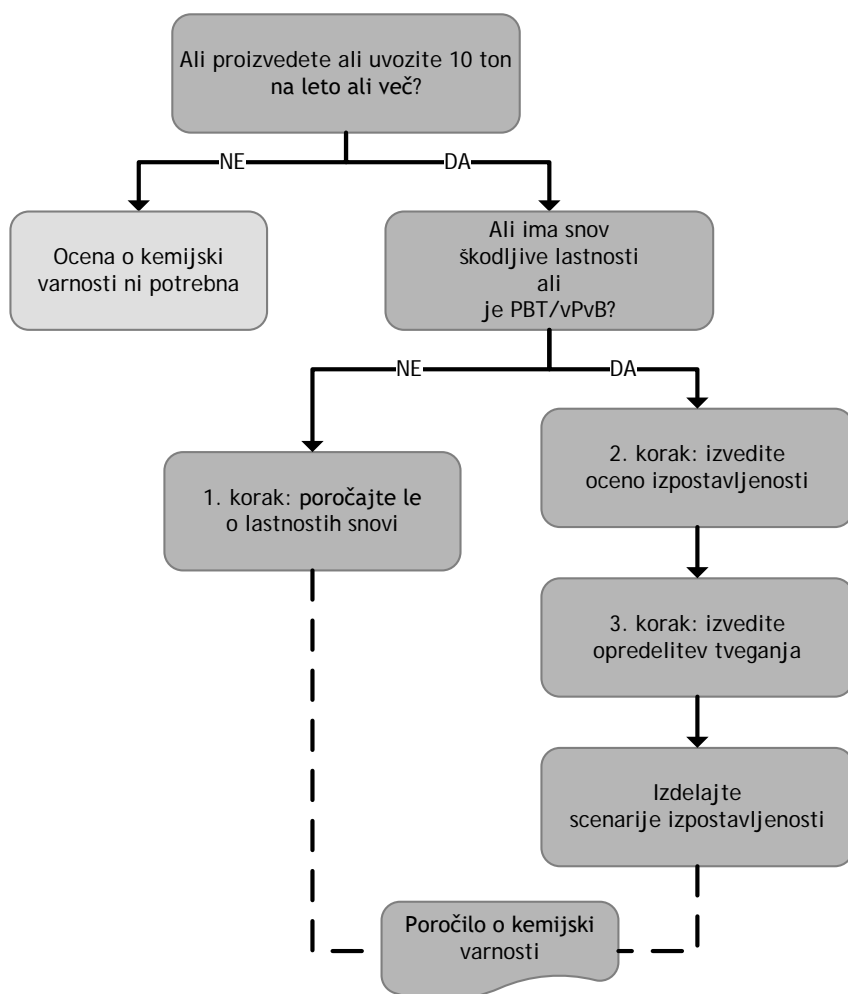 Ali proizvedete ali uvozite 10 ton
na leto ali več?
NE
DA
Ocena o kemijski
varnosti ni potrebna
Ali ima snov
škodljive lastnosti
ali
je PBT/vPvB?
NE
DA
1. korak: poročajte le
o lastnostih snovi
2. korak: izvedite
oceno izpostavljenosti
3. korak: izvedite
opredelitev tveganja
Izdelajte
scenarije izpostavljenosti
Poročilo o kemijski
varnosti